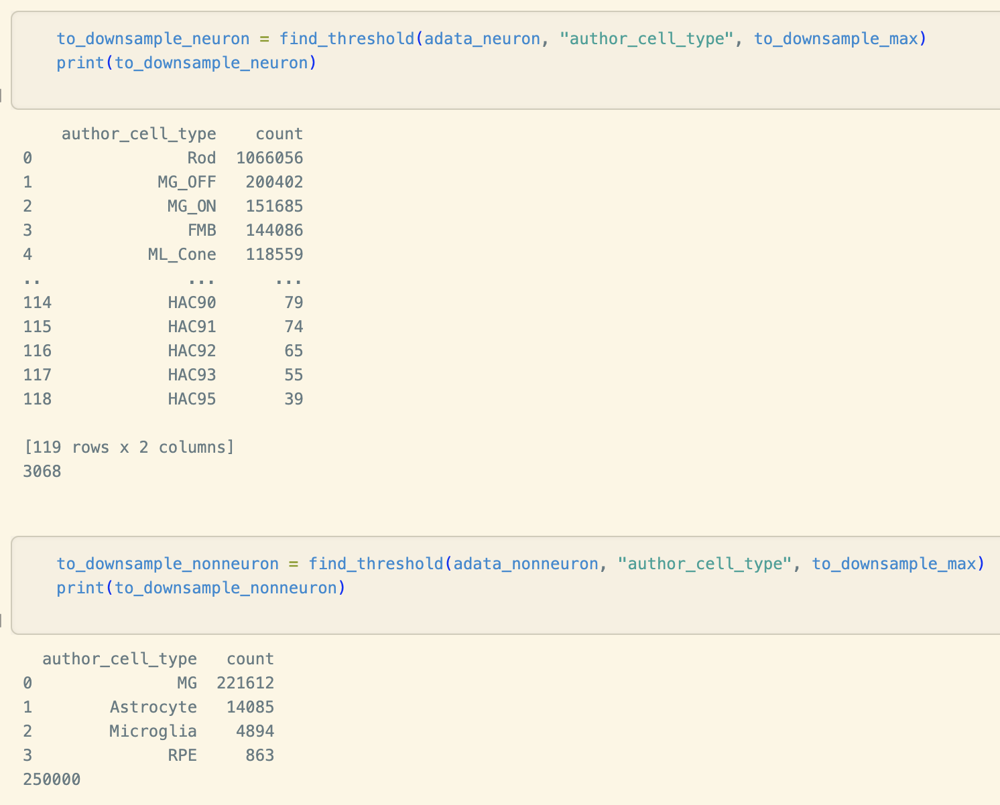 to_downsample_neuron = find_threshold(adata_neuron, "author_cell_type", to_downsample_max)
print(to_downsample_neuron)
author_cell_type count
0 Rod 1066056
1 MG_OFF 200402
2 MG_ON 151685
3 FMB 144086
4 ML_Cone 118559
.. ... ...
114 HAC90 79
115 HAC91 74
116 HAC92 65
117 HAC93 55
118 HAC95 39
[119 rows x 2 columns]
3068
to_downsample_nonneuron = find_threshold(adata_nonneuron, "author_cell_type", to_downsample_max)
print(to_downsample_nonneuron)
author_cell_type count
0 MG 221612
1 Astrocyte 14085
2 Microglia 4894
3 RPE 863
250000